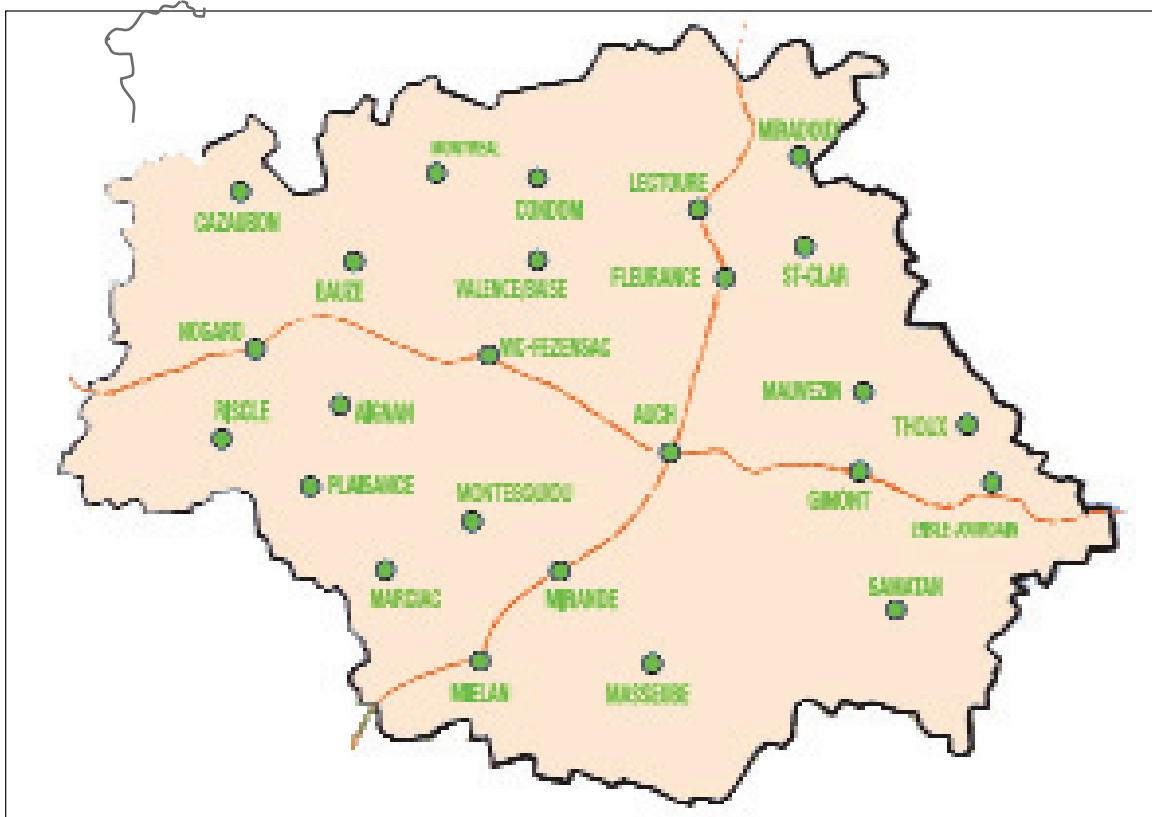 MIRADOUX
MONTREAL
LECTOURE
CONDOM
CAZAUBON
ST-CLAR
EAUZE
VALENCE/BAISE
FLEURANCE
NOGARO
VIC-FEZENSAC
MAUVEZIN
RISCLE
AIGNAN
AUCH
THOUX
PLAISANCE
MONTESQUIOU
GIMONT
L'ISLE-JOURDAIN
SAMATAN
MARCIAC
MIRANDE
MIELAN
MASSEUBE